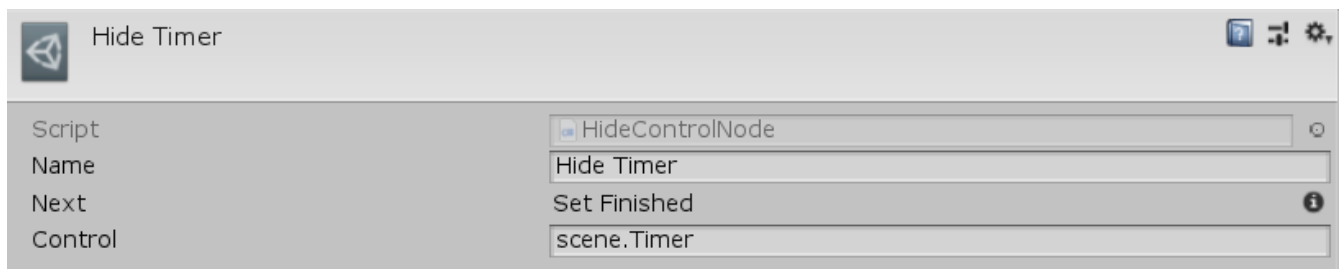 Hide Timer
Script HideControlNode
Name Hide Timer
Next Set Finished
Control scene.Timer